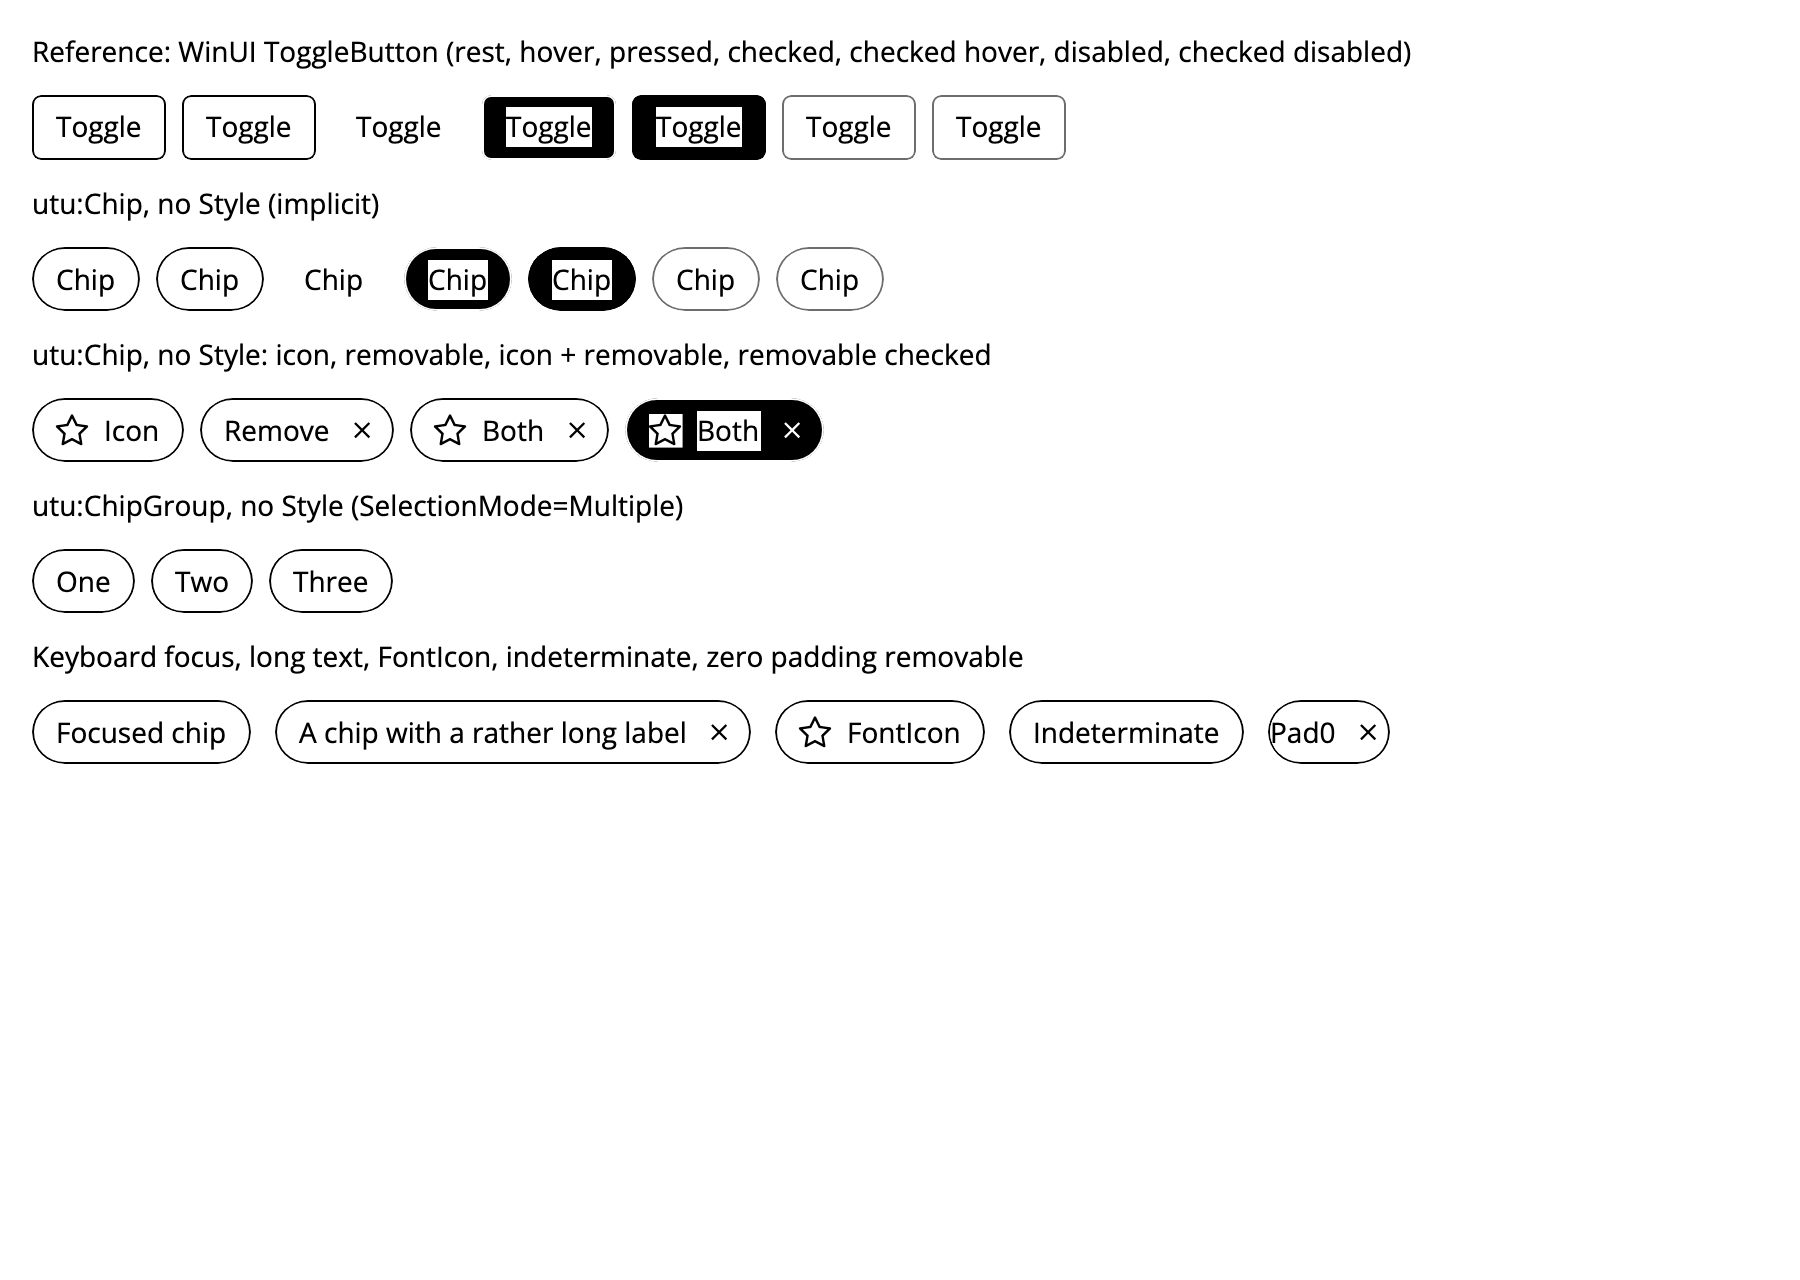 Reference: WinUI ToggleButton (rest, hover, pressed, checked, checked hover, disabled, checked disabled)
Toggle Toggle Toggle Toggle Toggle Toggle Toggle
utu:Chip, no Style (implicit)
Chip Chip Chip Chip Chip Chip Chip
utu:Chip, no Style: icon, removable, icon + removable, removable checked
Icon Remove × Both × Both ×
utu:ChipGroup, no Style (SelectionMode=Multiple)
One Two Three
Keyboard focus, long text, FontIcon, indeterminate, zero padding removable
Focused chip A chip with a rather long label × FontIcon Indeterminate Pad0 ×